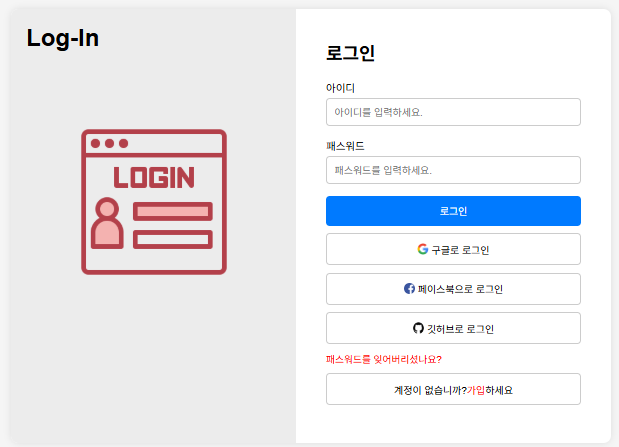 Log-In
LOGIN
로그인
아이디
아이디를 입력하세요.
패스워드
패스워드를 입력하세요.
로그인
구글로 로그인
페이스북으로 로그인
깃허브로 로그인
패스워드를 잊어버리셨나요?
계정이 없습니까?가입하세요